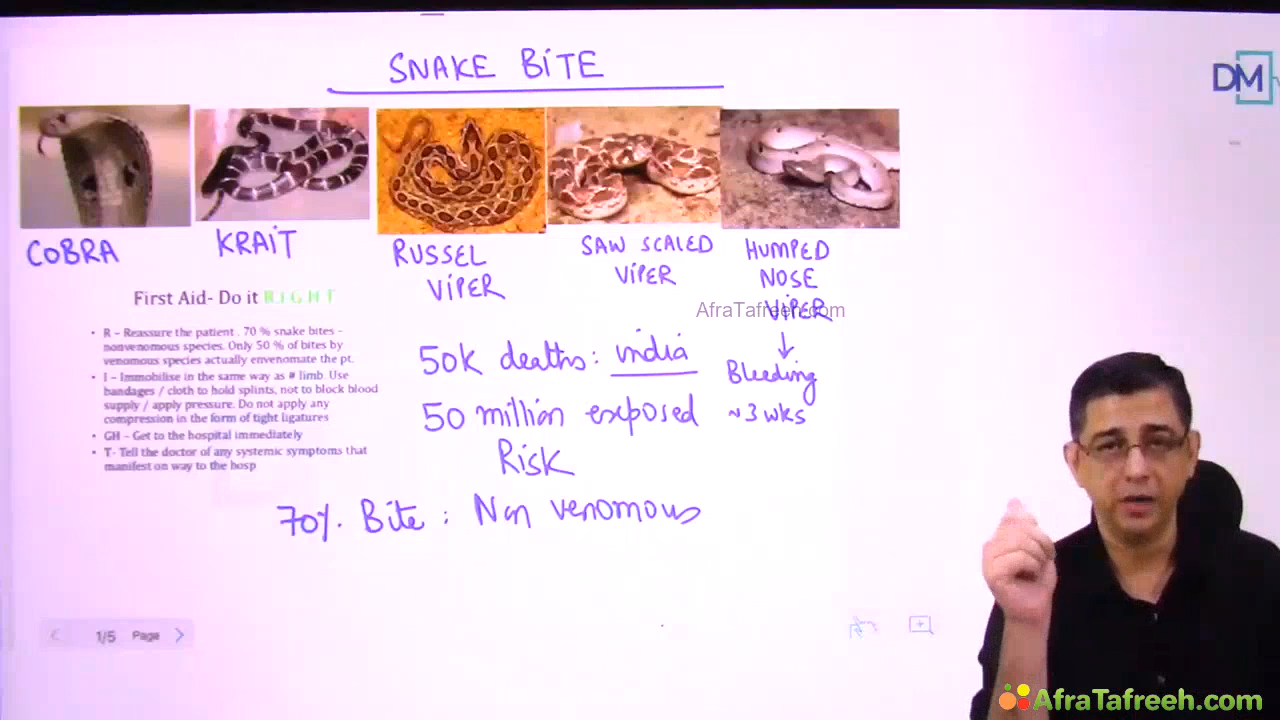 SNAKE BITE
DM
COBRA
KRAIT
RUSSEL
VIPER
SAW SCALED
VIPER
HUMPED
NOSE
VIPER
↓
Bleeding
~3 wks
First Aid- Do it R.I.G.H.T
• R – Reassure the patient . 70 % snake bites –
nonvenomous species. Only 50 % of bites by
venomous species actually envenomate the pt.
• I – Immobilise in the same way as # limb. Use
bandages / cloth to hold splints, not to block blood
supply / apply pressure. Do not apply any
compression in the form of tight ligatures
• GH – Get to the hospital immediately
• T- Tell the doctor of any systemic symptoms that
manifest on way to the hosp
AfraTafreeh.com
50K deaths: india
50 million exposed
Risk
70% Bite : Non venomous
1/5 Page
AfraTafreeh.com